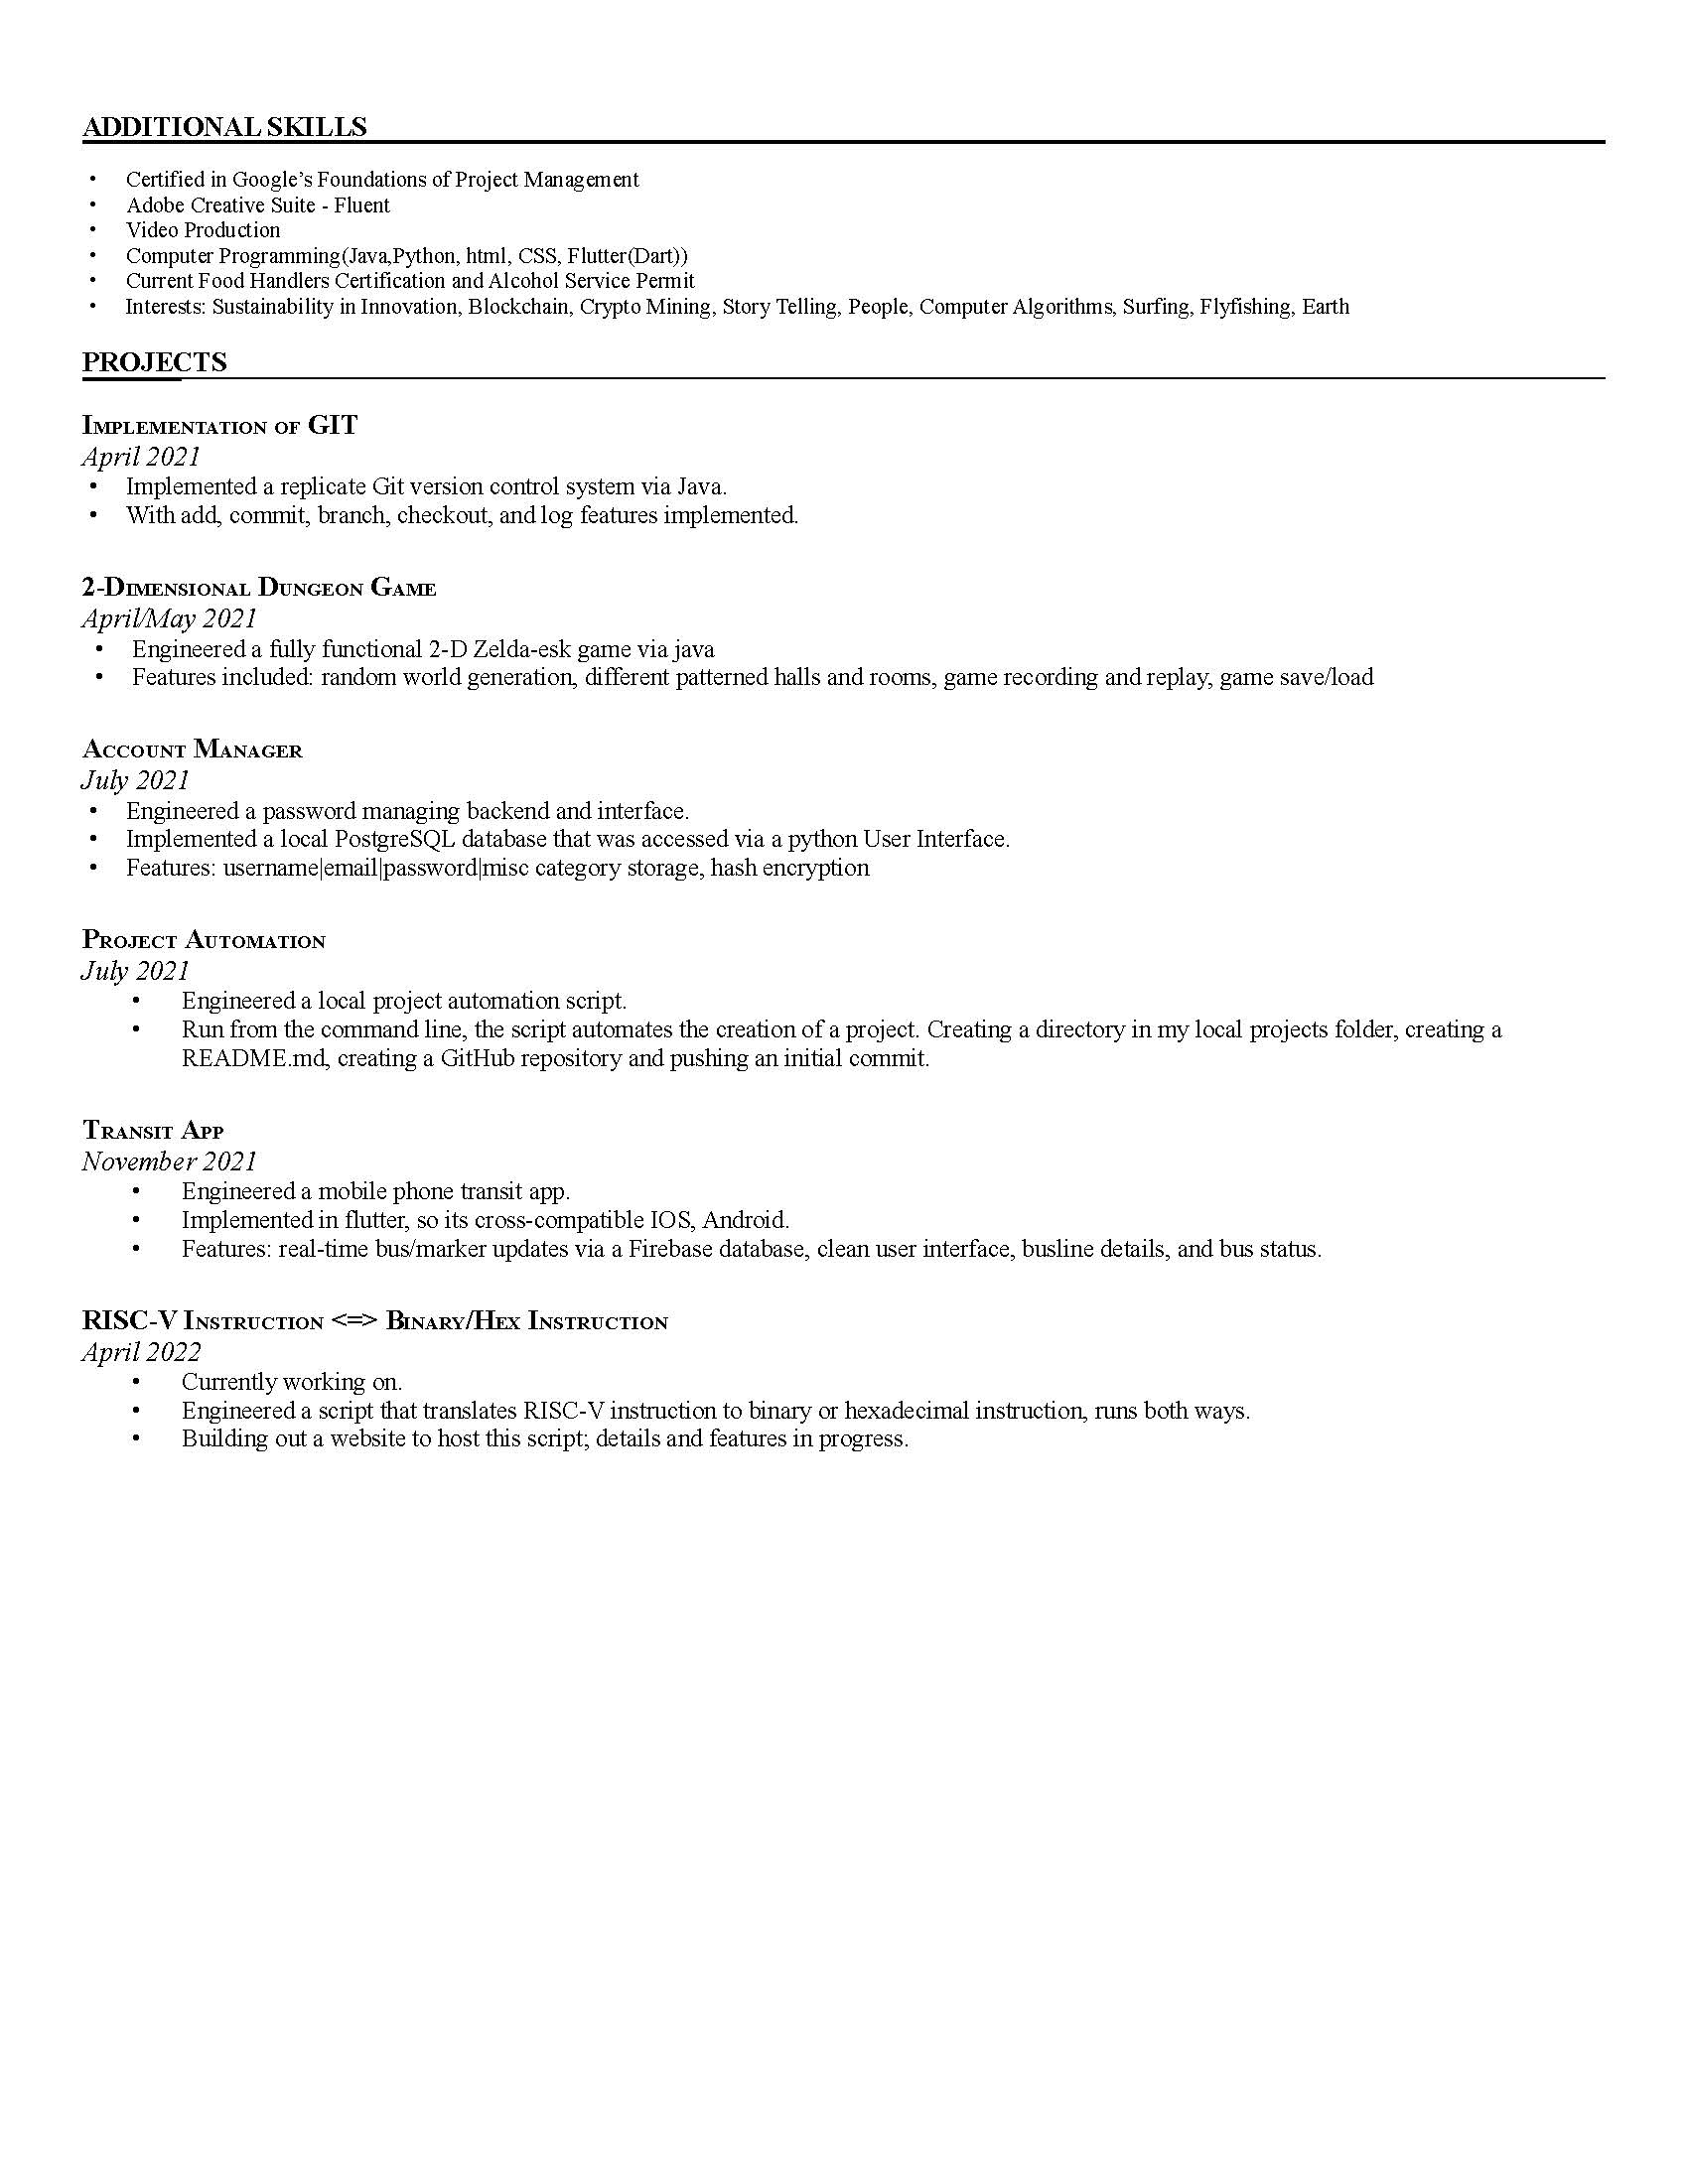 ADDITIONAL SKILLS
• Certified in Google’s Foundations of Project Management
• Adobe Creative Suite - Fluent
• Video Production
• Computer Programming(Java,Python, html, CSS, Flutter(Dart))
• Current Food Handlers Certification and Alcohol Service Permit
• Interests: Sustainability in Innovation, Blockchain, Crypto Mining, Story Telling, People, Computer Algorithms, Surfing, Flyfishing, Earth
PROJECTS
Implementation of GIT
April 2021
• Implemented a replicate Git version control system via Java.
• With add, commit, branch, checkout, and log features implemented.
2-Dimensional Dungeon Game
April/May 2021
• Engineered a fully functional 2-D Zelda-esk game via java
• Features included: random world generation, different patterned halls and rooms, game recording and replay, game save/load
Account Manager
July 2021
• Engineered a password managing backend and interface.
• Implemented a local PostgreSQL database that was accessed via a python User Interface.
• Features: username|email|password|misc category storage, hash encryption
Project Automation
July 2021
• Engineered a local project automation script.
• Run from the command line, the script automates the creation of a project. Creating a directory in my local projects folder, creating a
README.md, creating a GitHub repository and pushing an initial commit.
Transit App
November 2021
• Engineered a mobile phone transit app.
• Implemented in flutter, so its cross-compatible IOS, Android.
• Features: real-time bus/marker updates via a Firebase database, clean user interface, busline details, and bus status.
RISC-V Instruction <=> Binary/Hex Instruction
April 2022
• Currently working on.
• Engineered a script that translates RISC-V instruction to binary or hexadecimal instruction, runs both ways.
• Building out a website to host this script; details and features in progress.